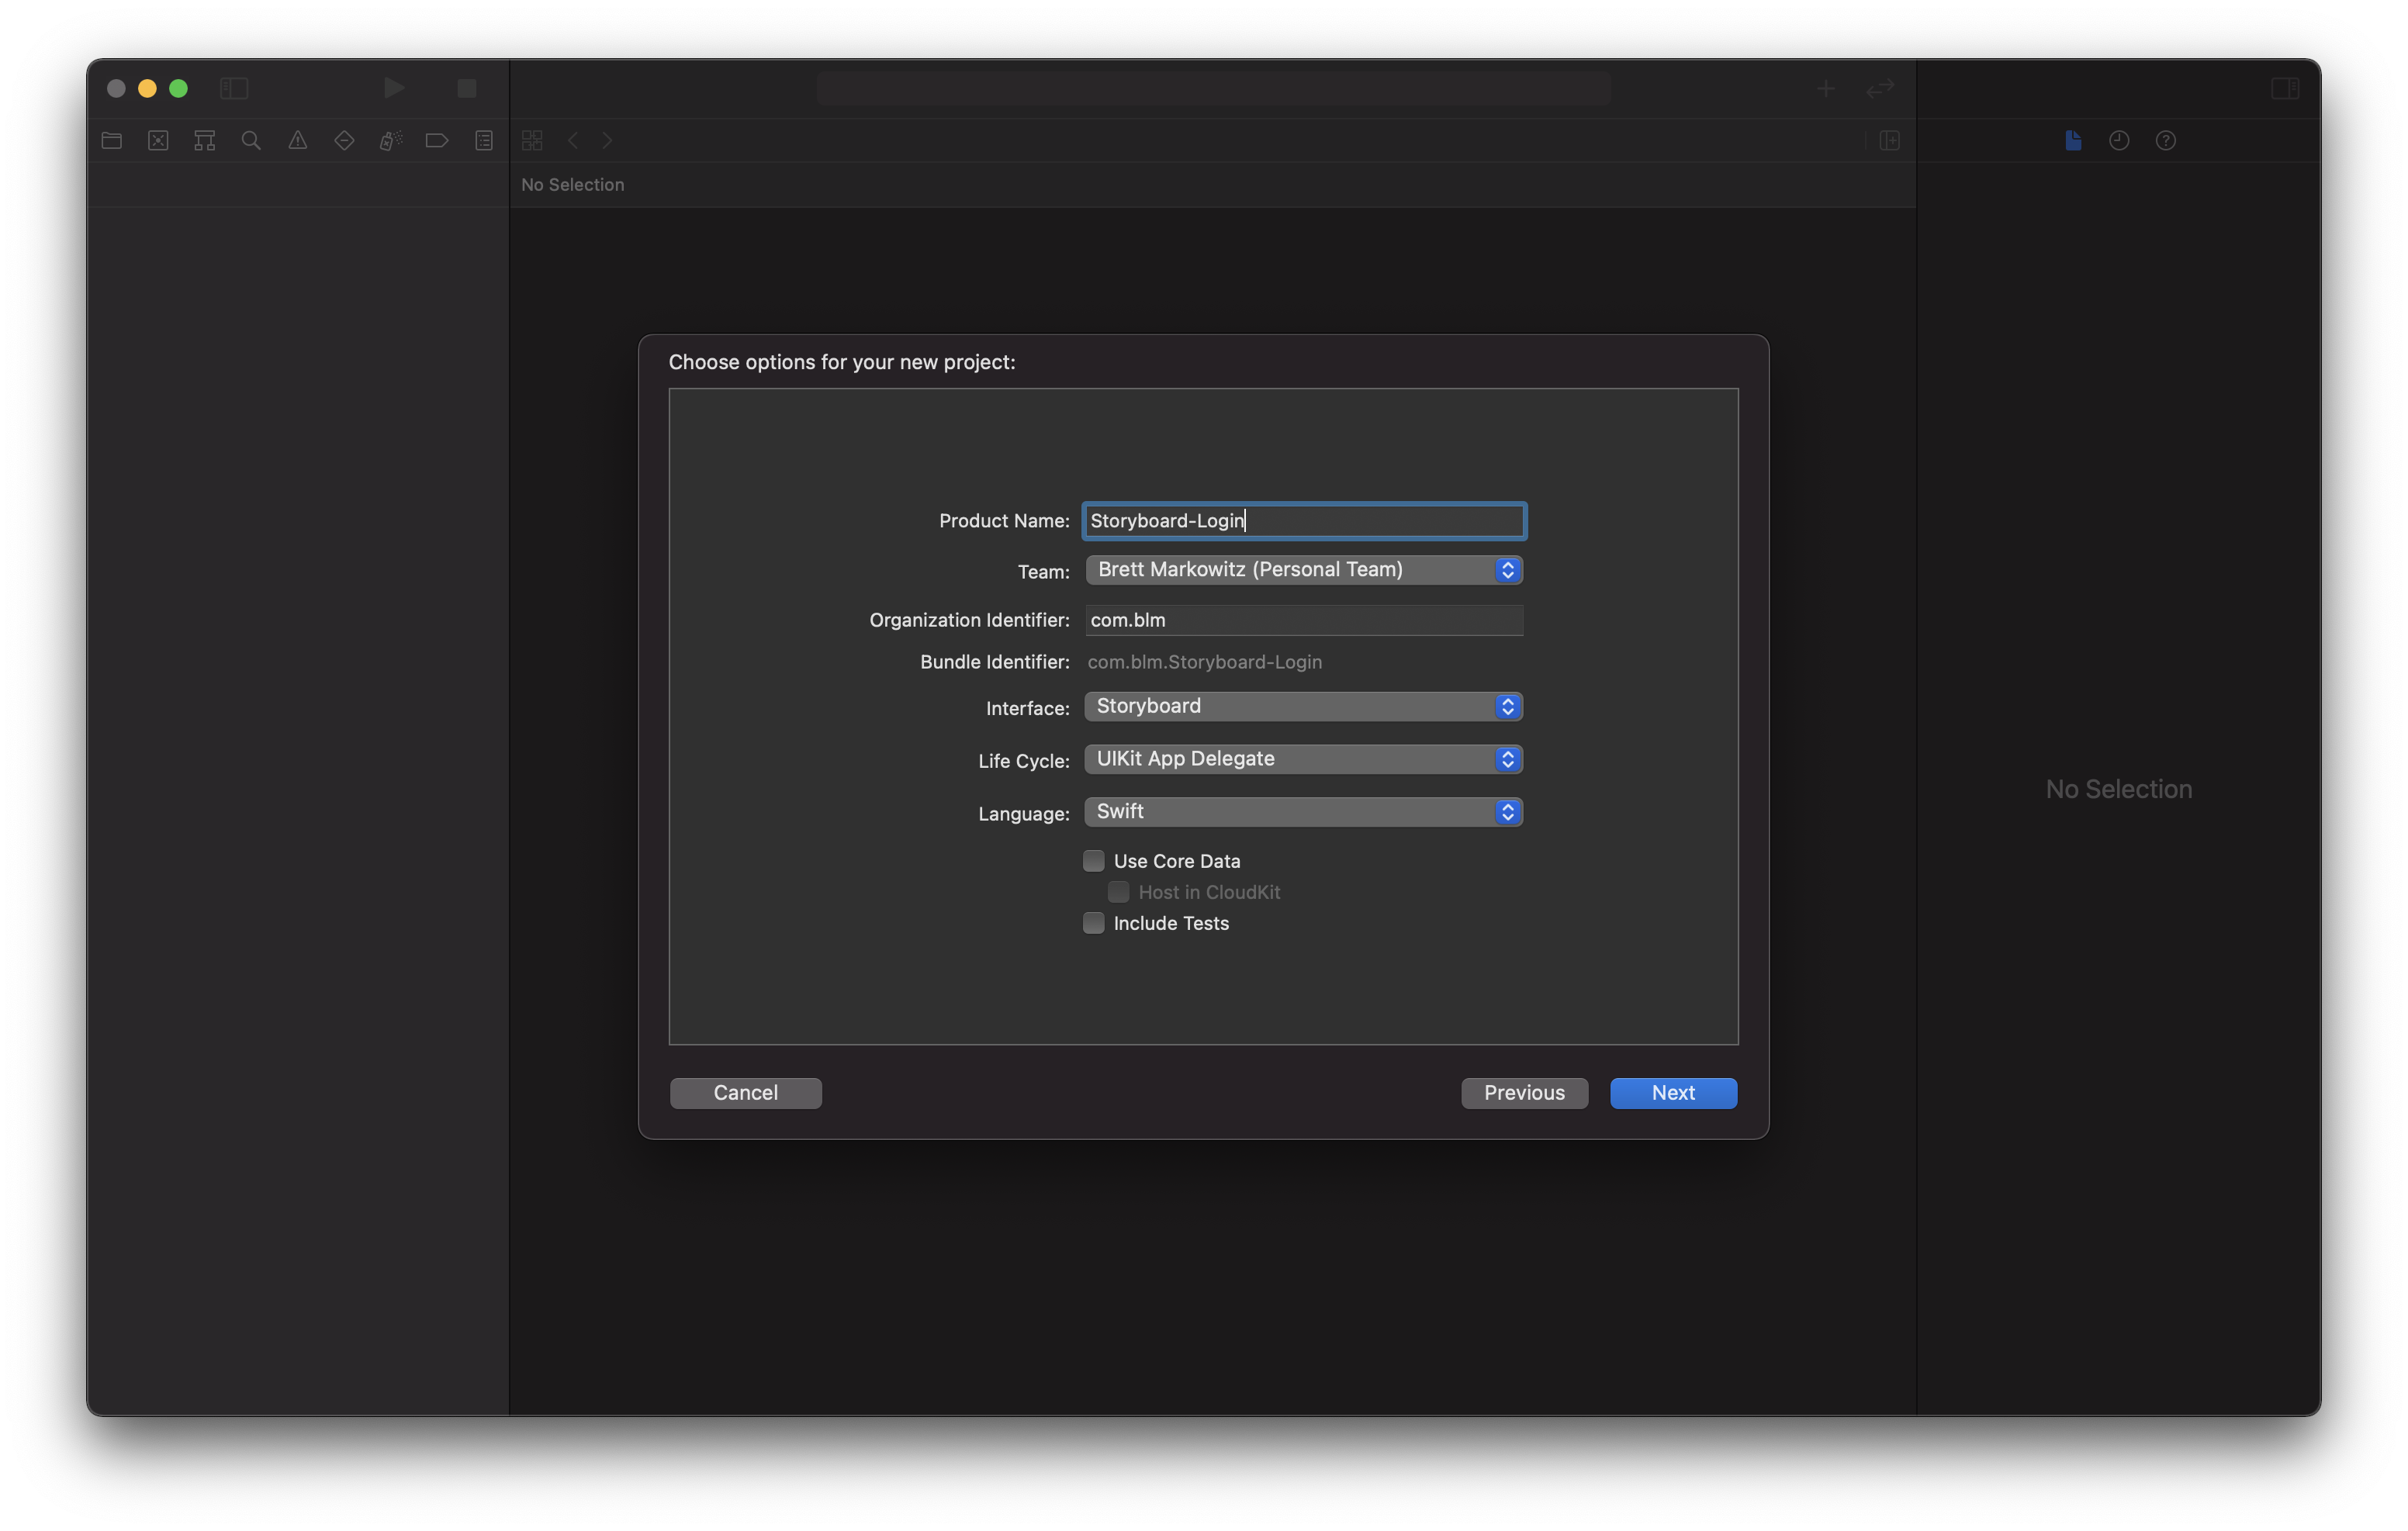 No Selection
Choose options for your new project:
Product Name: Storyboard-Login
Team: Brett Markowitz (Personal Team)
Organization Identifier: com.blm
Bundle Identifier: com.blm.Storyboard-Login
Interface: Storyboard
Life Cycle: UIKit App Delegate
Language: Swift
Use Core Data
Host in CloudKit
Include Tests
No Selection
Cancel Previous Next